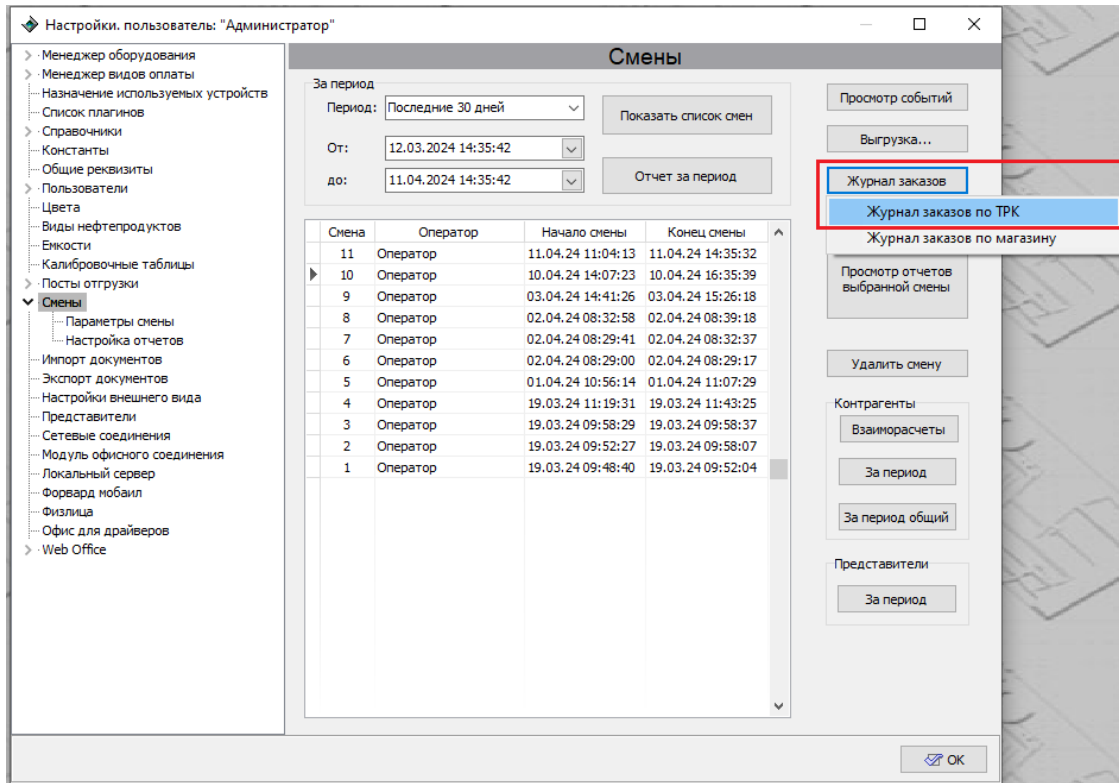 Настройки. пользователь: "Администратор"
Менеджер оборудования
Менеджер видов оплаты
Назначение используемых устройств
Список плагинов
Справочники
Константы
Общие реквизиты
Пользователи
Цвета
Виды нефтепродуктов
Емкости
Калибровочные таблицы
Посты отгрузки
Смены
Параметры смены
Настройка отчетов
Импорт документов
Экспорт документов
Настройки внешнего вида
Представители
Сетевые соединения
Модуль офисного соединения
Локальный сервер
Форвард мобаил
Физлица
Офис для драйверов
Web Office
Смены
За период
Период: Последние 30 дней
От: 12.03.2024 14:35:42
до: 11.04.2024 14:35:42
Показать список смен
Отчет за период
Смена Оператор Начало смены Конец смены
11 Оператор 11.04.24 11:04:13 11.04.24 14:35:32
10 Оператор 10.04.24 14:07:23 10.04.24 16:35:39
9 Оператор 03.04.24 14:41:26 03.04.24 15:26:18
8 Оператор 02.04.24 08:32:58 02.04.24 08:39:18
7 Оператор 02.04.24 08:29:41 02.04.24 08:32:37
6 Оператор 02.04.24 08:29:00 02.04.24 08:29:17
5 Оператор 01.04.24 10:56:14 01.04.24 11:07:29
4 Оператор 19.03.24 11:19:31 19.03.24 11:43:25
3 Оператор 19.03.24 09:58:29 19.03.24 09:58:37
2 Оператор 19.03.24 09:52:27 19.03.24 09:58:07
1 Оператор 19.03.24 09:48:40 19.03.24 09:52:04
Просмотр событий
Выгрузка...
Журнал заказов
Журнал заказов по ТРК
Журнал заказов по магазину
Просмотр отчетов
выбранной смены
Удалить смену
Контрагенты
Взаиморасчеты
За период
За период общий
Представители
За период
OK